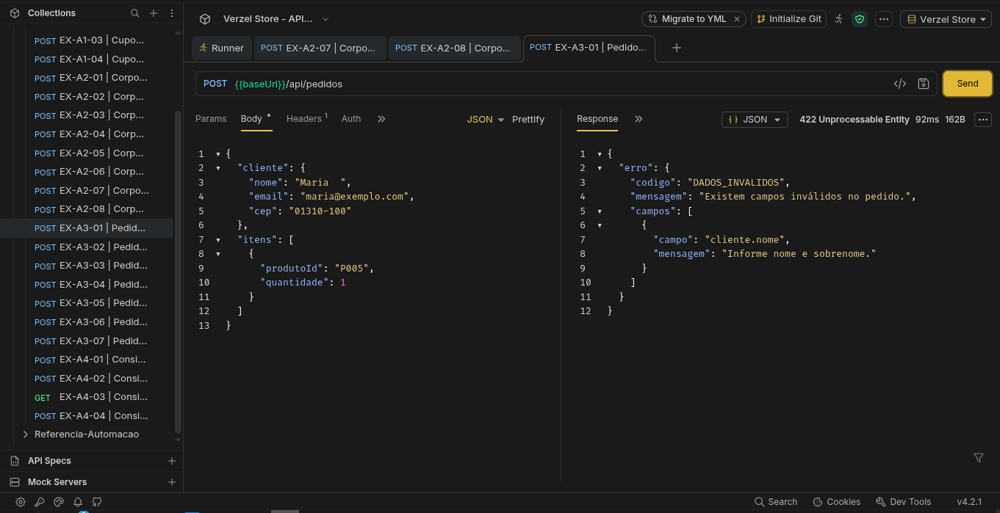 Collections
Verzel Store - API...
Migrate to YML
Initialize Git
Verzel Store
POST EX-A1-03 | Cupo...
POST EX-A1-04 | Cupo...
POST EX-A2-01 | Corpo...
POST EX-A2-02 | Corp...
POST EX-A2-03 | Corp...
POST EX-A2-04 | Corp...
POST EX-A2-05 | Corp...
POST EX-A2-06 | Corp...
POST EX-A2-07 | Corpo...
POST EX-A2-08 | Corp...
POST EX-A3-01 | Pedid...
POST EX-A3-02 | Pedid...
POST EX-A3-03 | Pedid...
POST EX-A3-04 | Pedid...
POST EX-A3-05 | Pedid...
POST EX-A3-06 | Pedid...
POST EX-A3-07 | Pedid...
POST EX-A4-01 | Consi...
POST EX-A4-02 | Consi...
GET EX-A4-03 | Consi...
POST EX-A4-04 | Consi...
Referencia-Automacao
API Specs
Mock Servers
Runner
POST EX-A2-07 | Corpo...
POST EX-A2-08 | Corpo...
POST EX-A3-01 | Pedido...
POST {{baseUrl}}/api/pedidos
</>
Send
Params Body Headers 1 Auth
JSON Prettify
1 {
2 "cliente": {
3 "nome": "Maria  ",
4 "email": "maria@exemplo.com",
5 "cep": "01310-100"
6 },
7 "itens": [
8 {
9 "produtoId": "P005",
10 "quantidade": 1
11 }
12 ]
13 }
Response
{ } JSON
422 Unprocessable Entity 92ms 162B
1 {
2 "erro": {
3 "codigo": "DADOS_INVALIDOS",
4 "mensagem": "Existem campos inválidos no pedido.",
5 "campos": [
6 {
7 "campo": "cliente.nome",
8 "mensagem": "Informe nome e sobrenome."
9 }
10 ]
11 }
12 }
Search
Cookies
Dev Tools
v4.2.1